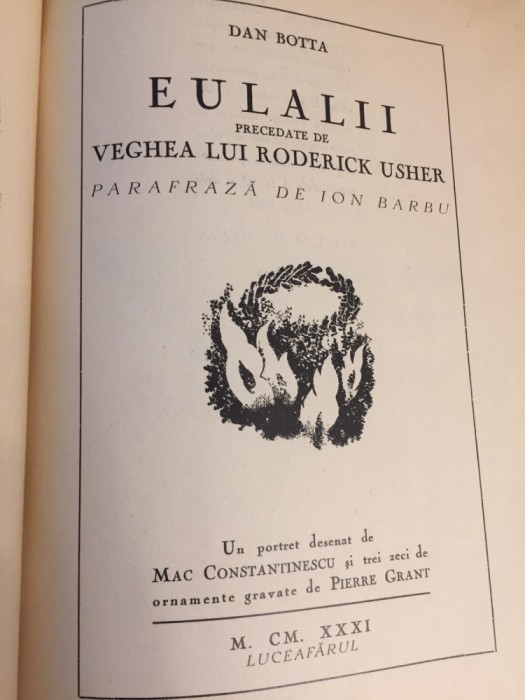 DAN BOTTA
EULALII
PRECEDATE DE
VEGHEA LUI RODERICK USHER
PARAFRAZĂ DE ION BARBU
Un portret desenat de
MAC CONSTANTINESCU și trei zeci de
ornamente gravate de PIERRE GRANT
M. CM. XXXI
LUCEAFĂRUL